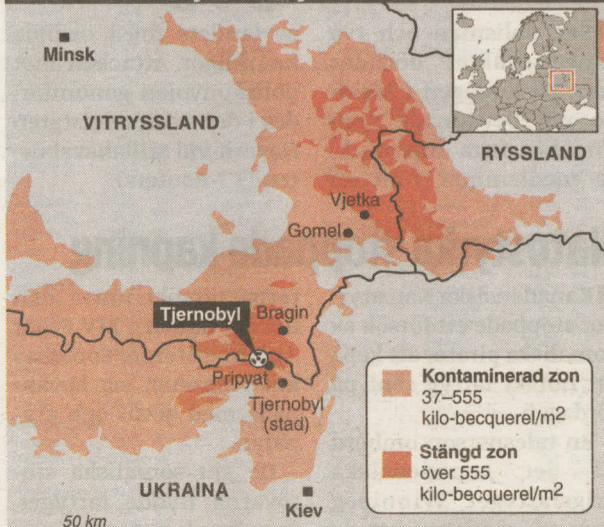 Minsk
VITRYSSLAND
RYSSLAND
Vjetka
Gomel
Tjernobyl
Bragin
Pripyat
Tjernobyl
(stad)
UKRAINA
Kiev
50 km
Kontaminerad zon
37–555
kilo-becquerel/m²
Stängd zon
över 555
kilo-becquerel/m²